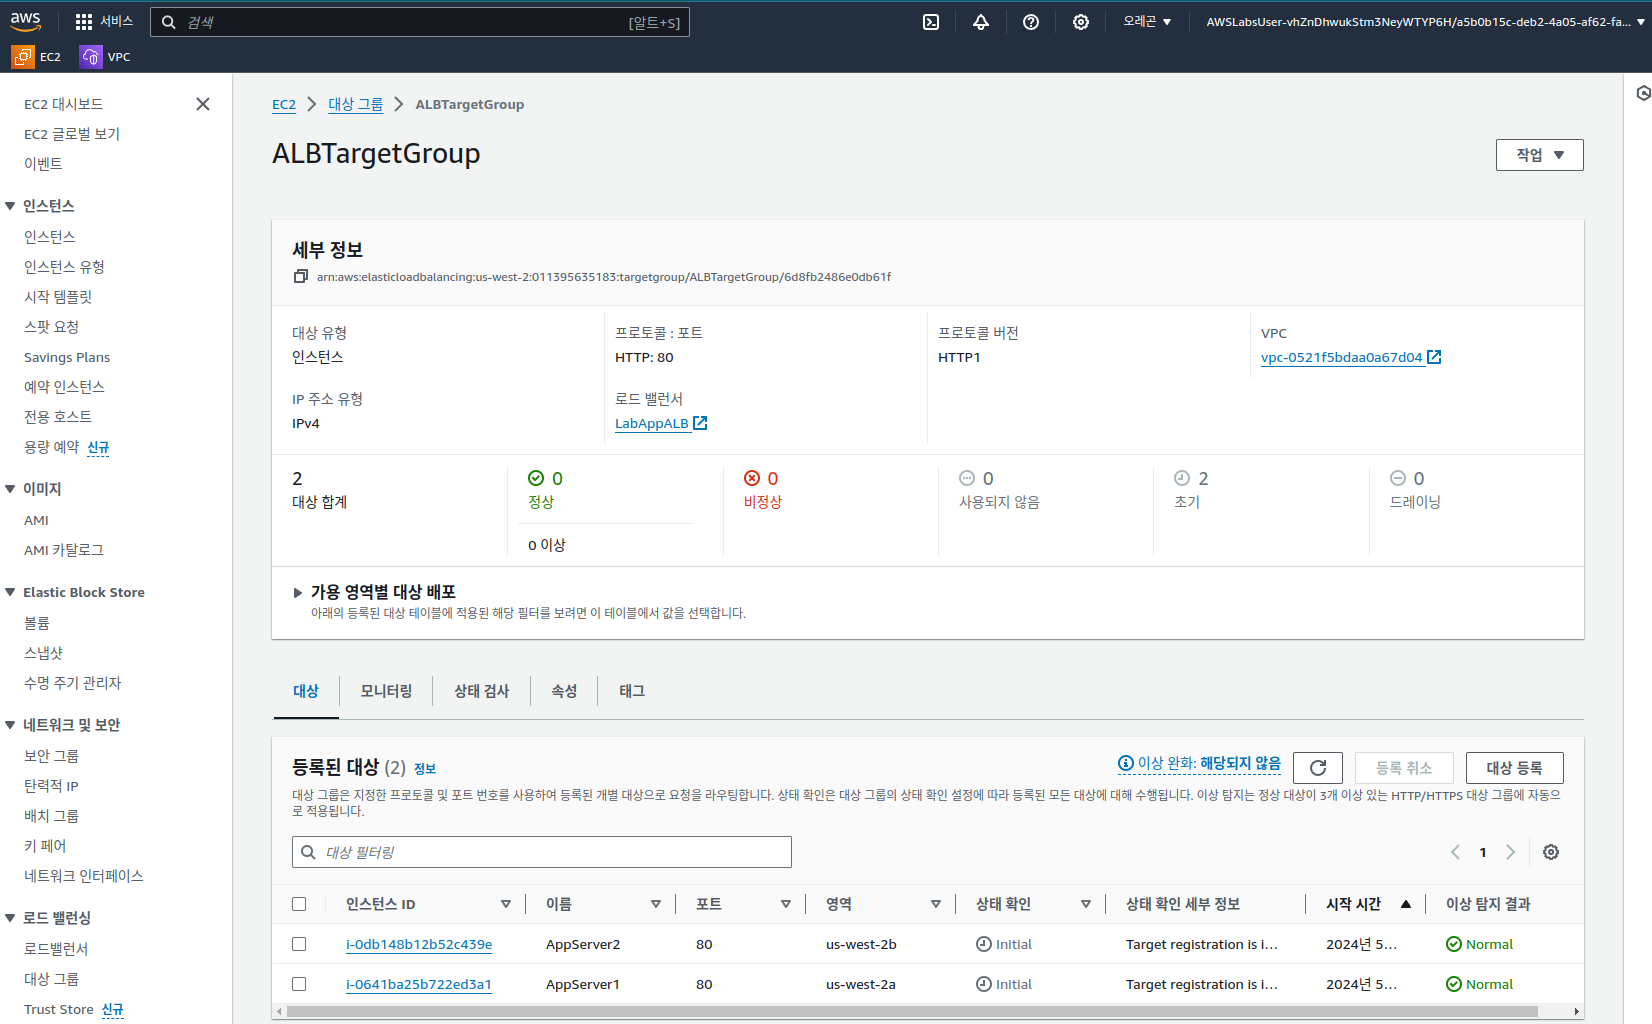 aws
서비스
검색
[알트+S]
오레곤
AWSLabsUser-vhZnDhwukStm3NeyWTYP6H/a5b0b15c-deb2-4a05-af62-fa...
EC2
VPC
EC2 대시보드
EC2 글로벌 보기
이벤트
인스턴스
인스턴스
인스턴스 유형
시작 템플릿
스팟 요청
Savings Plans
예약 인스턴스
전용 호스트
용량 예약 신규
이미지
AMI
AMI 카탈로그
Elastic Block Store
볼륨
스냅샷
수명 주기 관리자
네트워크 및 보안
보안 그룹
탄력적 IP
배치 그룹
키 페어
네트워크 인터페이스
로드 밸런싱
로드밸런서
대상 그룹
Trust Store 신규
EC2 > 대상 그룹 > ALBTargetGroup
ALBTargetGroup
작업
세부 정보
arn:aws:elasticloadbalancing:us-west-2:011395635183:targetgroup/ALBTargetGroup/6d8fb2486e0db61f
대상 유형
인스턴스
프로토콜 : 포트
HTTP: 80
프로토콜 버전
HTTP1
VPC
vpc-0521f5bdaa0a67d04
IP 주소 유형
IPv4
로드 밸런서
LabAppALB
2
대상 합계
0
정상
0 이상
0
비정상
0
사용되지 않음
2
초기
0
드레이닝
가용 영역별 대상 배포
아래의 등록된 대상 테이블에 적용된 해당 필터를 보려면 이 테이블에서 값을 선택합니다.
대상
모니터링
상태 검사
속성
태그
등록된 대상 (2) 정보
이상 완화: 해당되지 않음
등록 취소
대상 등록
대상 그룹은 지정한 프로토콜 및 포트 번호를 사용하여 등록된 개별 대상으로 요청을 라우팅합니다. 상태 확인은 대상 그룹의 상태 확인 설정에 따라 등록된 모든 대상에 대해 수행됩니다. 이상 탐지는 정상 대상이 3개 이상 있는 HTTP/HTTPS 대상 그룹에 자동으
로 적용됩니다.
대상 필터링
1
인스턴스 ID 이름 포트 영역 상태 확인 상태 확인 세부 정보 시작 시간 이상 탐지 결과
i-0db148b12b52c439e AppServer2 80 us-west-2b Initial Target registration is i... 2024년 5... Normal
i-0641ba25b722ed3a1 AppServer1 80 us-west-2a Initial Target registration is i... 2024년 5... Normal